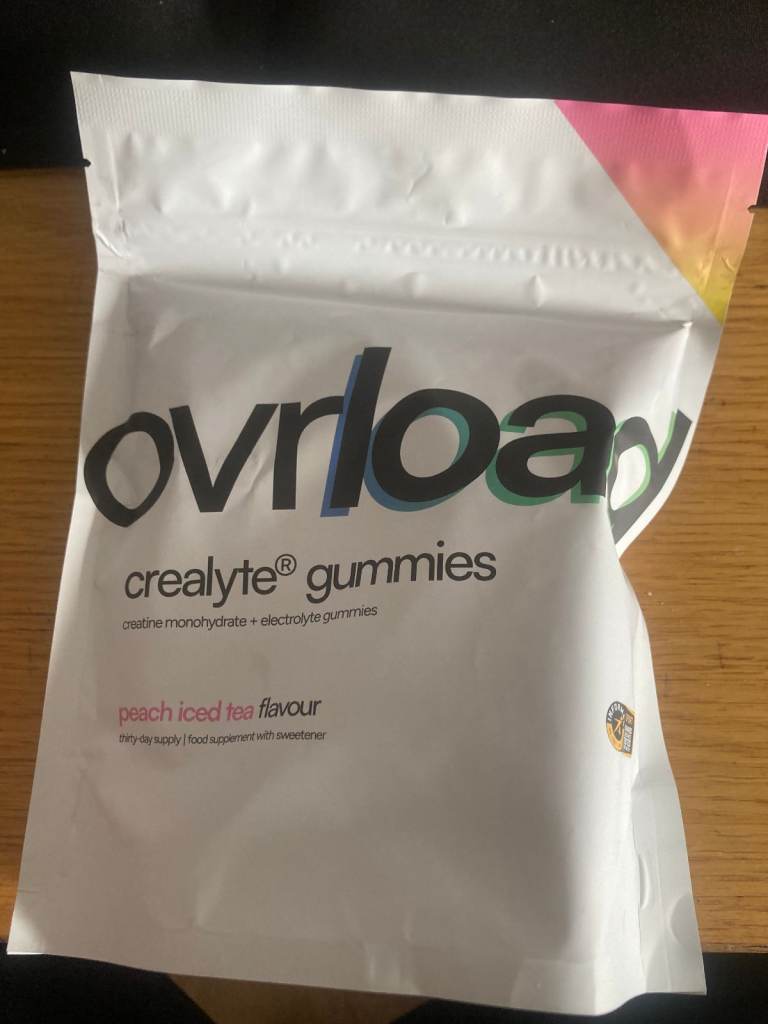 ovrload
crealyte® gummies
creatine monohydrate + electrolyte gummies
peach iced tea flavour
thirty-day supply | food supplement with sweetener